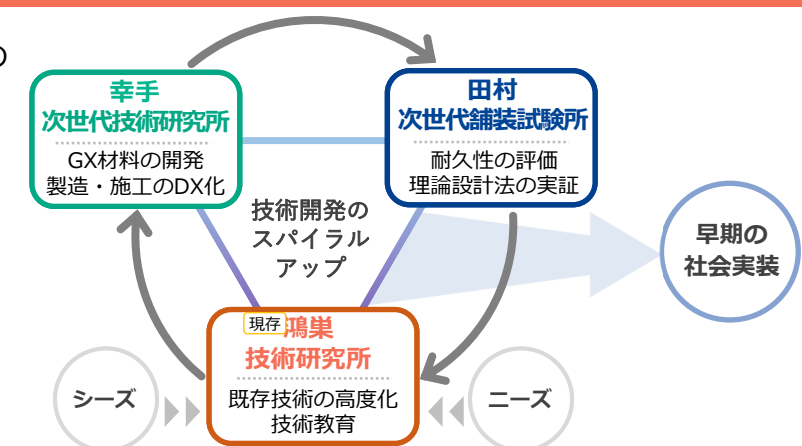 の
幸手
次世代技術研究所
GX材料の開発
製造・施工のDX化
田村
次世代舗装試験所
耐久性の評価
理論設計法の実証
技術開発の
スパイラル
アップ
早期の
社会実装
現存
鴻巣
技術研究所
既存技術の高度化
技術教育
シーズ
ニーズ